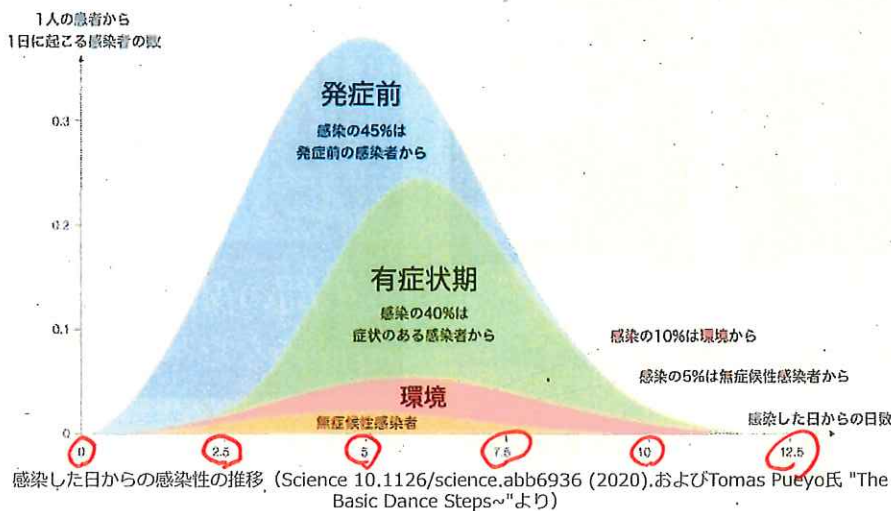 1人の患者から
1日に起こる感染者の数
発症前
感染の45%は
発症前の感染者から
0.3
0.2
有症状期
感染の40%は
症状のある感染者から
0.1
感染の10%は環境から
感染の5%は無症候性感染者から
環境
無症候性感染者
感染した日からの日数
0
0
2.5
5
7.5
10
12.5
感染した日からの感染性の推移（Science 10.1126/science.abb6936 (2020).およびTomas Pueyo氏 "The
Basic Dance Steps~"より）